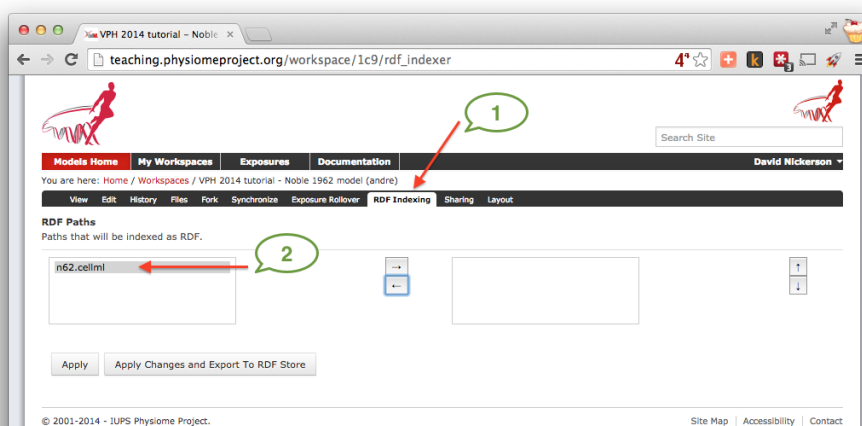 VPH 2014 tutorial – Noble
teaching.physiomeproject.org/workspace/1c9/rdf_indexer
4°
k
3
1
Search Site
Models Home My Workspaces Exposures Documentation David Nickerson
You are here: Home / Workspaces / VPH 2014 tutorial - Noble 1962 model (andre)
View Edit History Files Fork Synchronize Exposure Rollover RDF Indexing Sharing Layout
RDF Paths
Paths that will be indexed as RDF.
2
n62.cellml
→
←
↑
↓
Apply Apply Changes and Export To RDF Store
© 2001-2014 - IUPS Physiome Project. Site Map | Accessibility | Contact